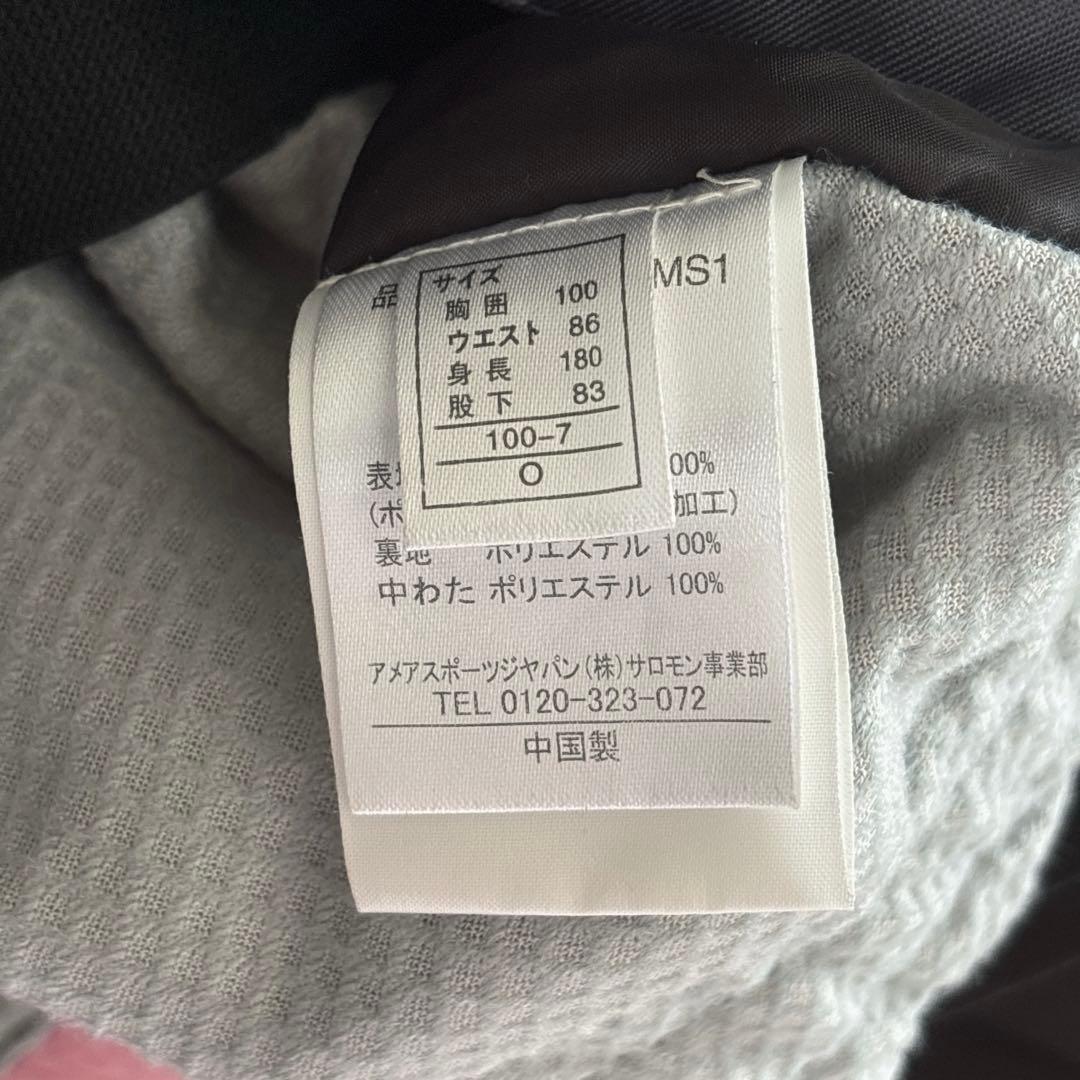 品
MS1
サイズ
胸囲 100
ウエスト 86
身長 180
股下 83
100-7
O
表地 00%
(ポ 加工)
裏地 ポリエステル 100%
中わた ポリエステル 100%
アメアスポーツジヤパン(株)サロモン事業部
TEL 0120-323-072
中国製